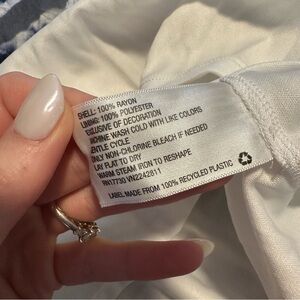 SHELL: 100% RAYON
LINING: 100% POLYESTER
EXCLUSIVE OF DECORATION
MACHINE WASH COLD WITH LIKE COLORS
GENTLE CYCLE
ONLY NON-CHLORINE BLEACH IF NEEDED
LAY FLAT TO DRY
WARM STEAM IRON TO RESHAPE
RN17730 VN2242811
LABEL MADE FROM 100% RECYCLED PLASTIC